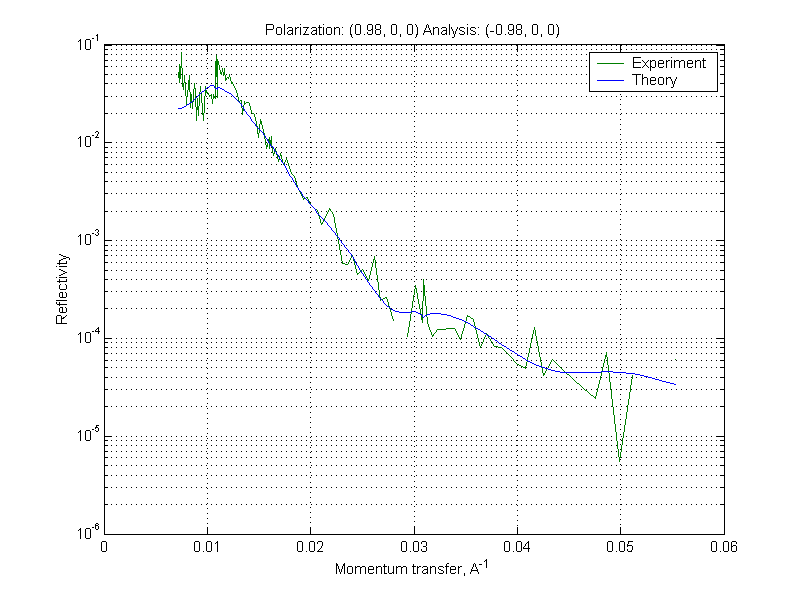 Polarization: (0.98, 0, 0) Analysis: (-0.98, 0, 0)
10^-1
Experiment
Theory
10^-2
10^-3
Reflectivity
10^-4
10^-5
10^-6
0 0.01 0.02 0.03 0.04 0.05 0.06
Momentum transfer, A^-1